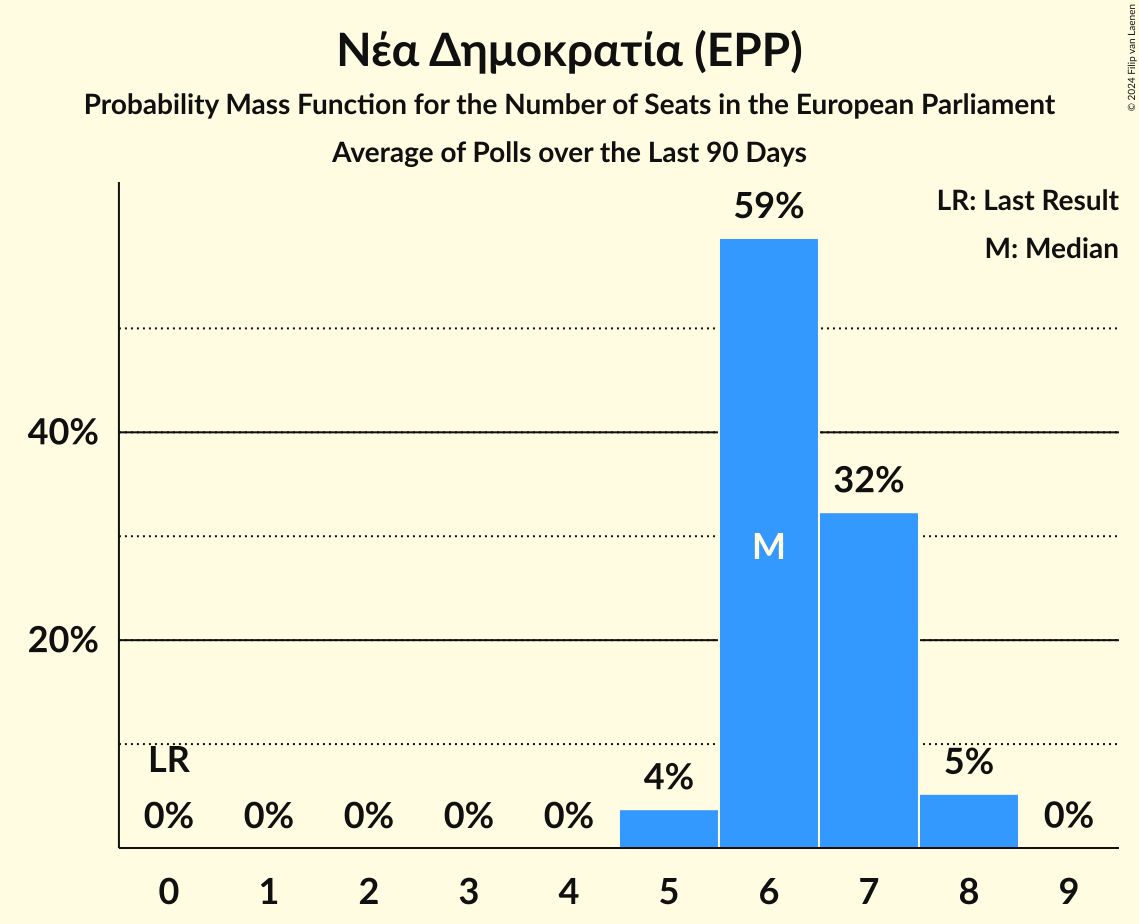 Νέα Δημοκρατία (EPP)
Probability Mass Function for the Number of Seats in the European Parliament
Average of Polls over the Last 90 Days
© 2024 Filip van Laenen
LR: Last Result
M: Median
59%
40%
32%
M
20%
LR
4%
5%
0%
0%
0%
0%
0%
0%
0 1 2 3 4 5 6 7 8 9